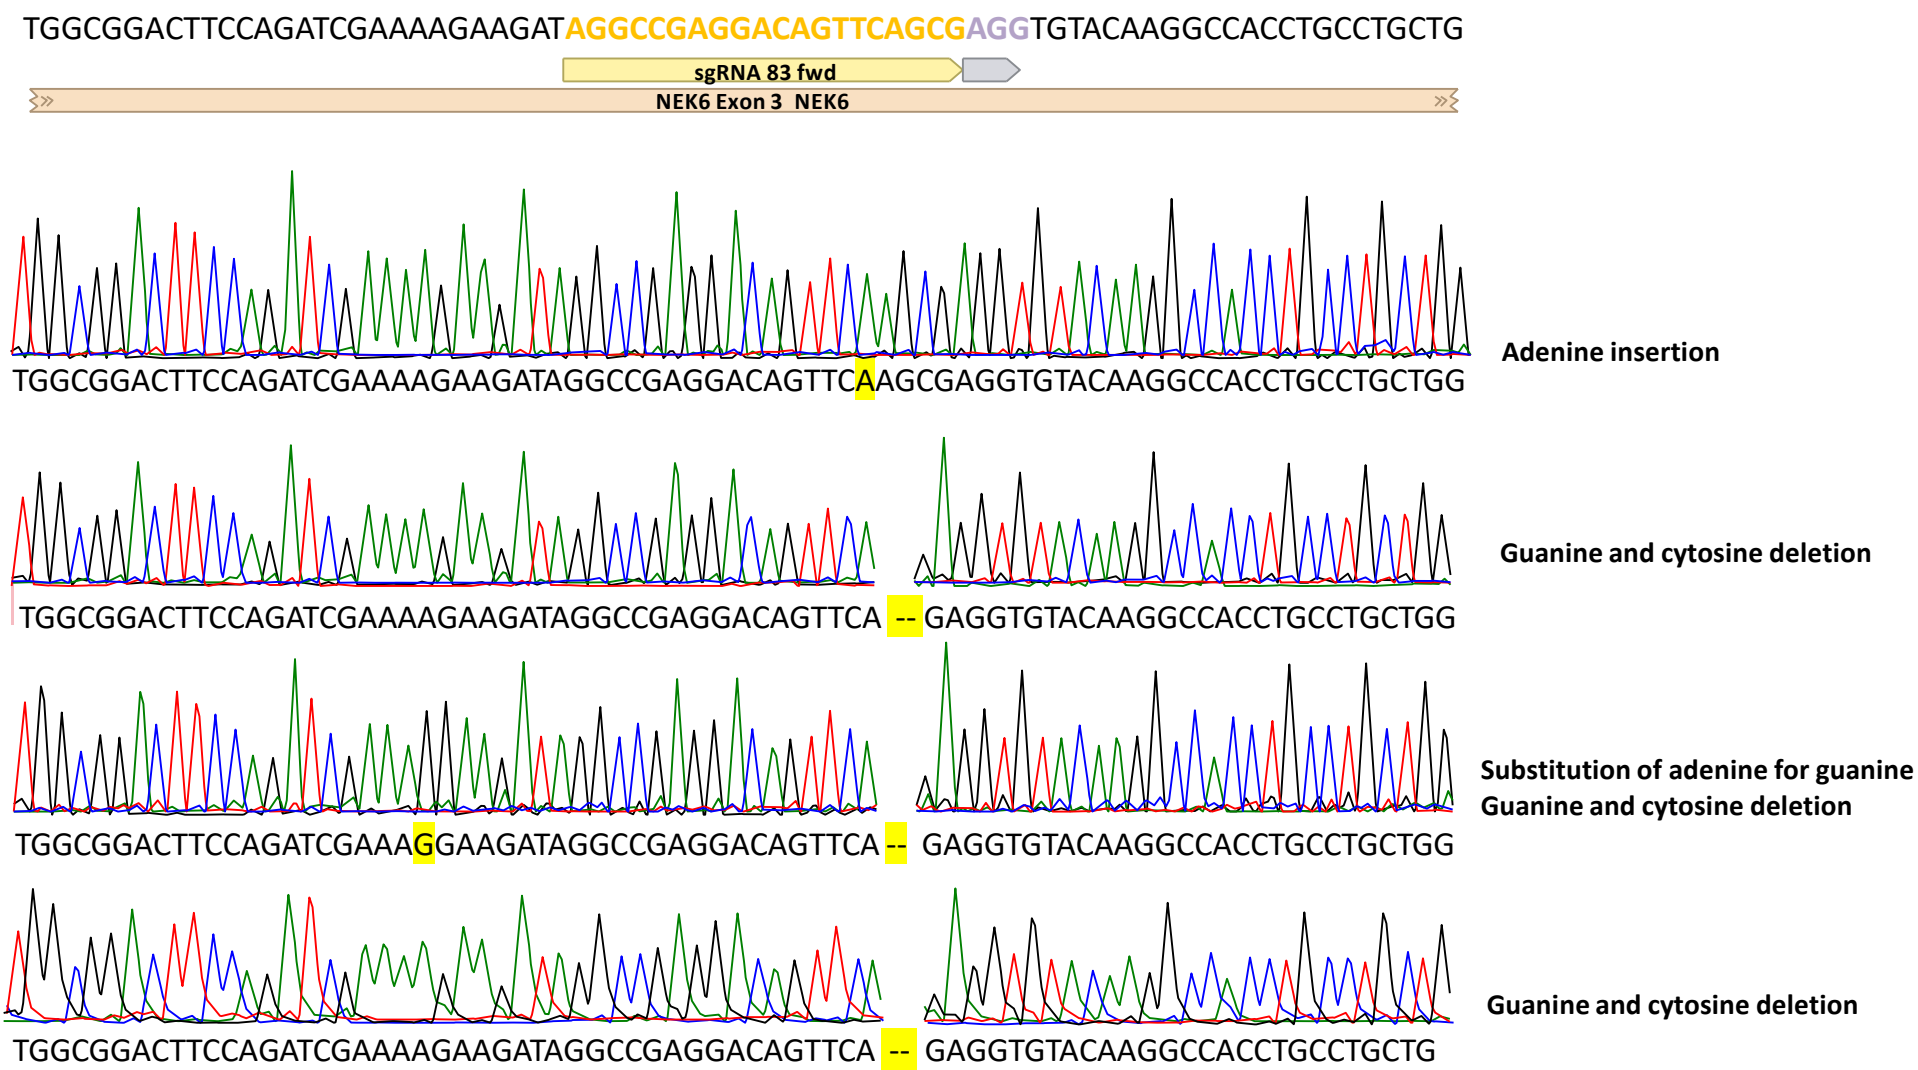 TGGCGGACTTCCAGATCGAAAAGAAGATAGGCCGAGGACAGTTCAGCGAGGTGTACAAGGCCACCTGCCTGCTG
sgRNA 83 fwd
NEK6 Exon 3 NEK6
Adenine insertion
TGGCGGACTTCCAGATCGAAAAGAAGATAGGCCGAGGACAGTTCAAGCGAGGTGTACAAGGCCACCTGCCTGCTGG
Guanine and cytosine deletion
TGGCGGACTTCCAGATCGAAAAGAAGATAGGCCGAGGACAGTTCA -- GAGGTGTACAAGGCCACCTGCCTGCTGG
Substitution of adenine for guanine
Guanine and cytosine deletion
TGGCGGACTTCCAGATCGAAAGGAAGATAGGCCGAGGACAGTTCA -- GAGGTGTACAAGGCCACCTGCCTGCTGG
Guanine and cytosine deletion
TGGCGGACTTCCAGATCGAAAAGAAGATAGGCCGAGGACAGTTCA -- GAGGTGTACAAGGCCACCTGCCTGCTG